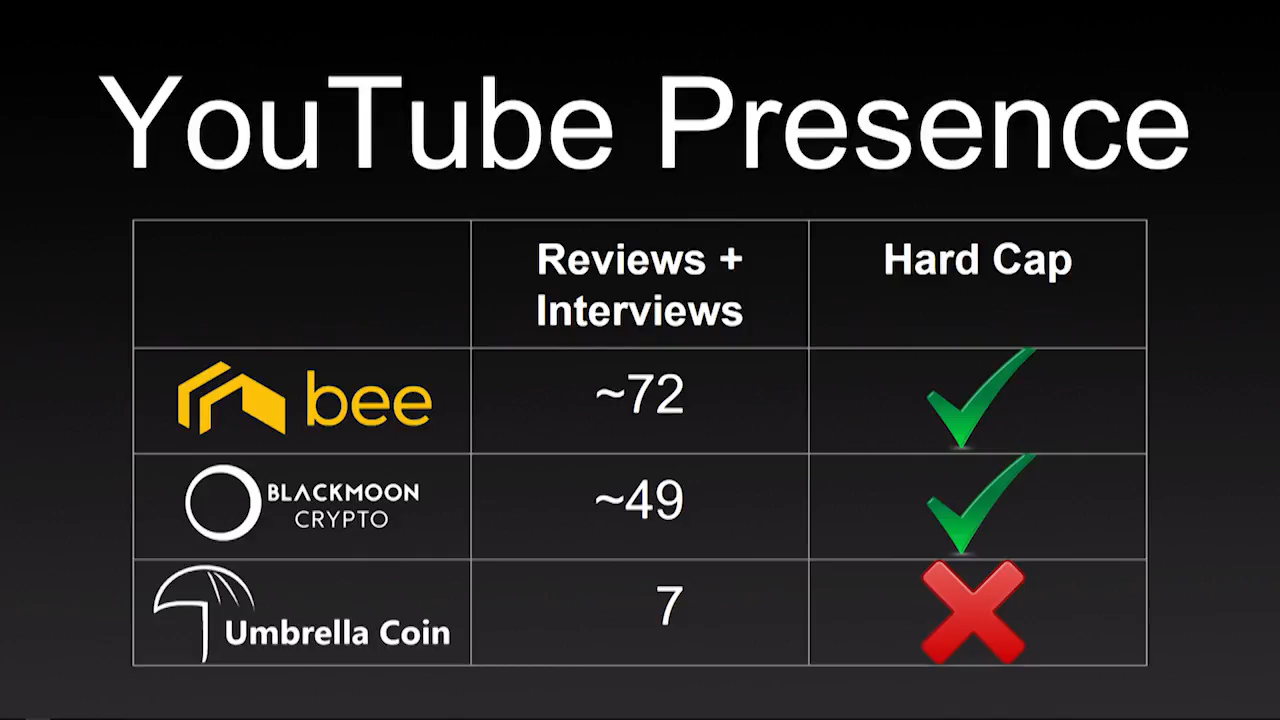 YouTube Presence
Reviews +
Interviews
Hard Cap
bee
~72
BLACKMOON
CRYPTO
~49
Umbrella Coin
7